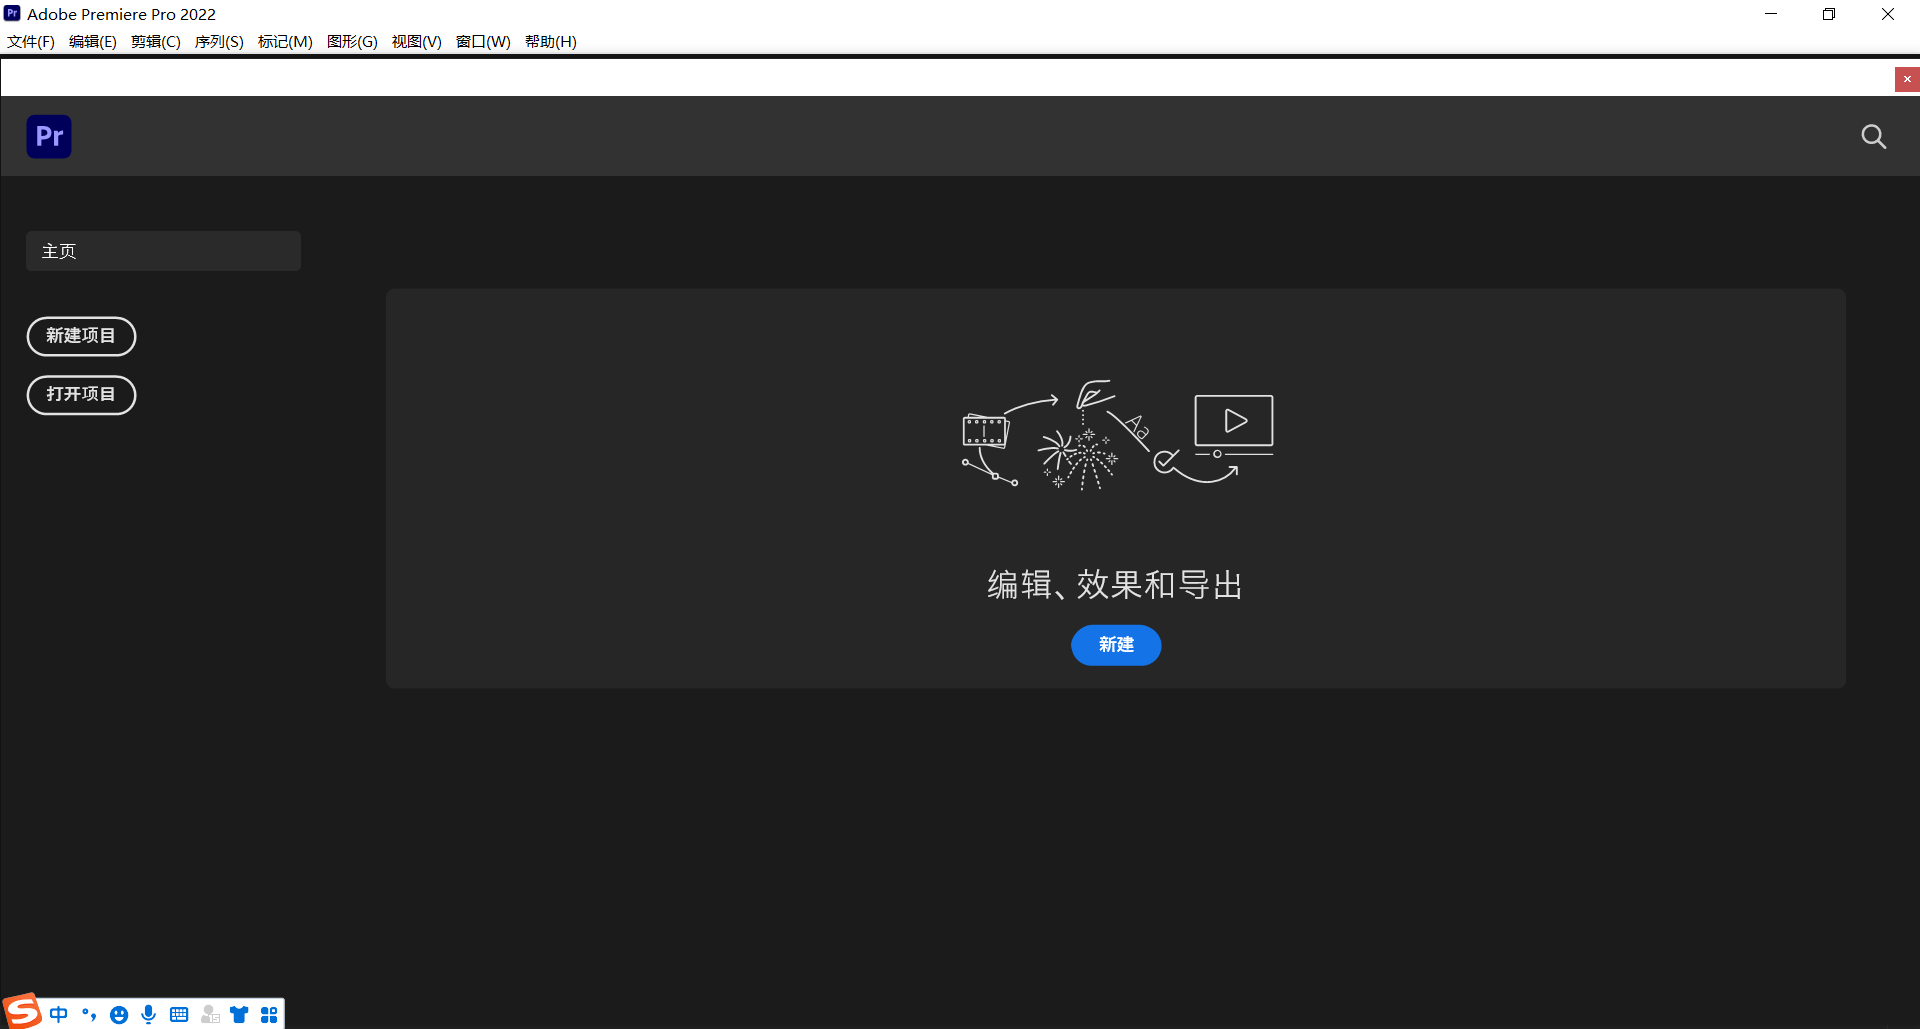 Pr Adobe Premiere Pro 2022
文件(F) 编辑(E) 剪辑(C) 序列(S) 标记(M) 图形(G) 视图(V) 窗口(W) 帮助(H)
Pr
主页
新建项目
打开项目
Aa
编辑、效果和导出
新建
S 中 °,